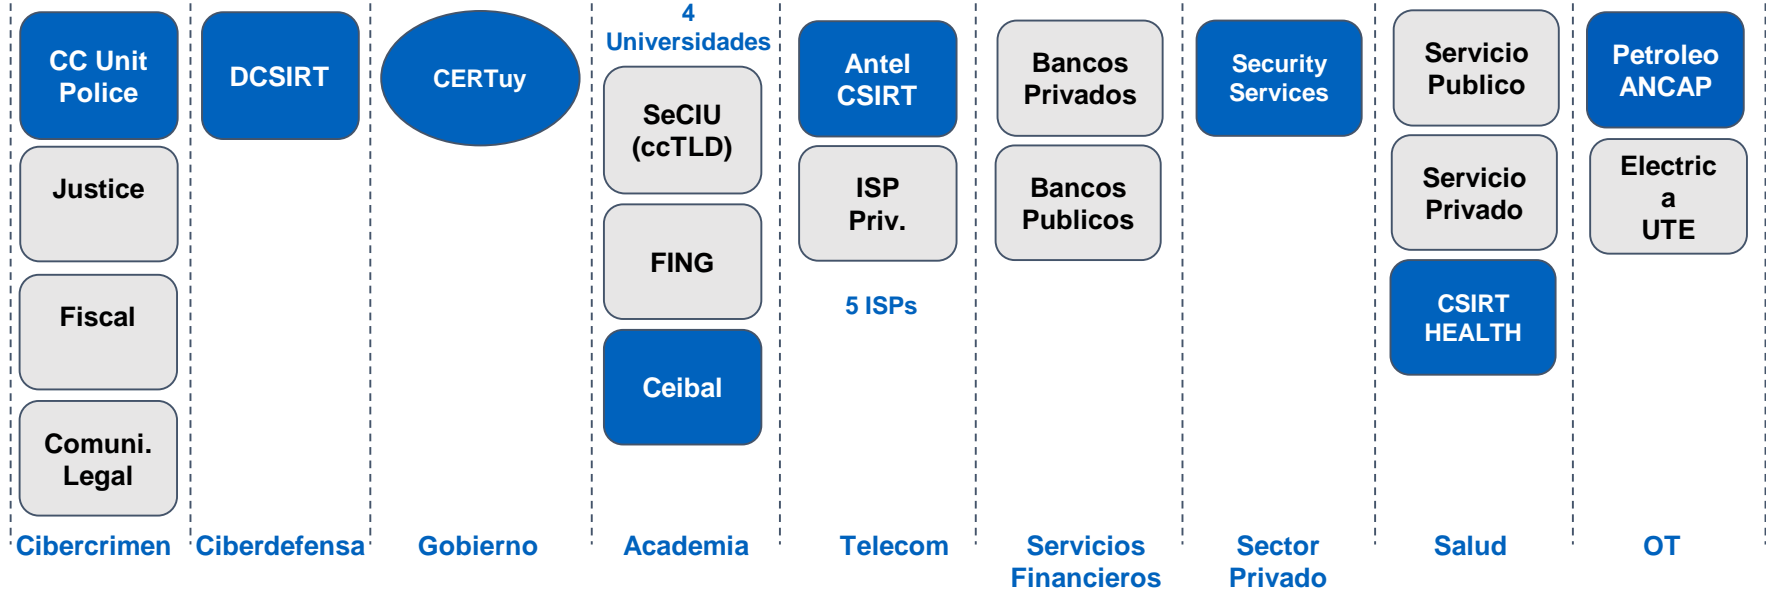 CC Unit
Police
Justice
Fiscal
Comuni.
Legal
Cibercrimen
DCSIRT
Ciberdefensa
CERTuy
Gobierno
4
Universidades
SeCIU
(ccTLD)
FING
Ceibal
Academia
Antel
CSIRT
ISP
Priv.
5 ISPs
Telecom
Bancos
Privados
Bancos
Publicos
Servicios
Financieros
Security
Services
Sector
Privado
Servicio
Publico
Servicio
Privado
CSIRT
HEALTH
Salud
Petroleo
ANCAP
Electric
a
UTE
OT